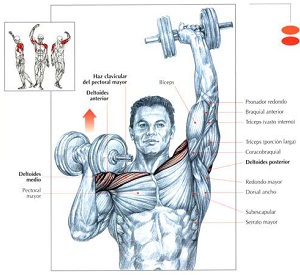 Haz clavicular
del pectoral mayor
Deltoides
anterior
Bíceps
Pronador redondo
Braquial anterior
Tríceps (vasto interno)
Tríceps (porción larga)
Coracobraquial
Deltoides posterior
Redondo mayor
Dorsal ancho
Subescapular
Serrato mayor
Deltoides
medio
Pectoral
mayor